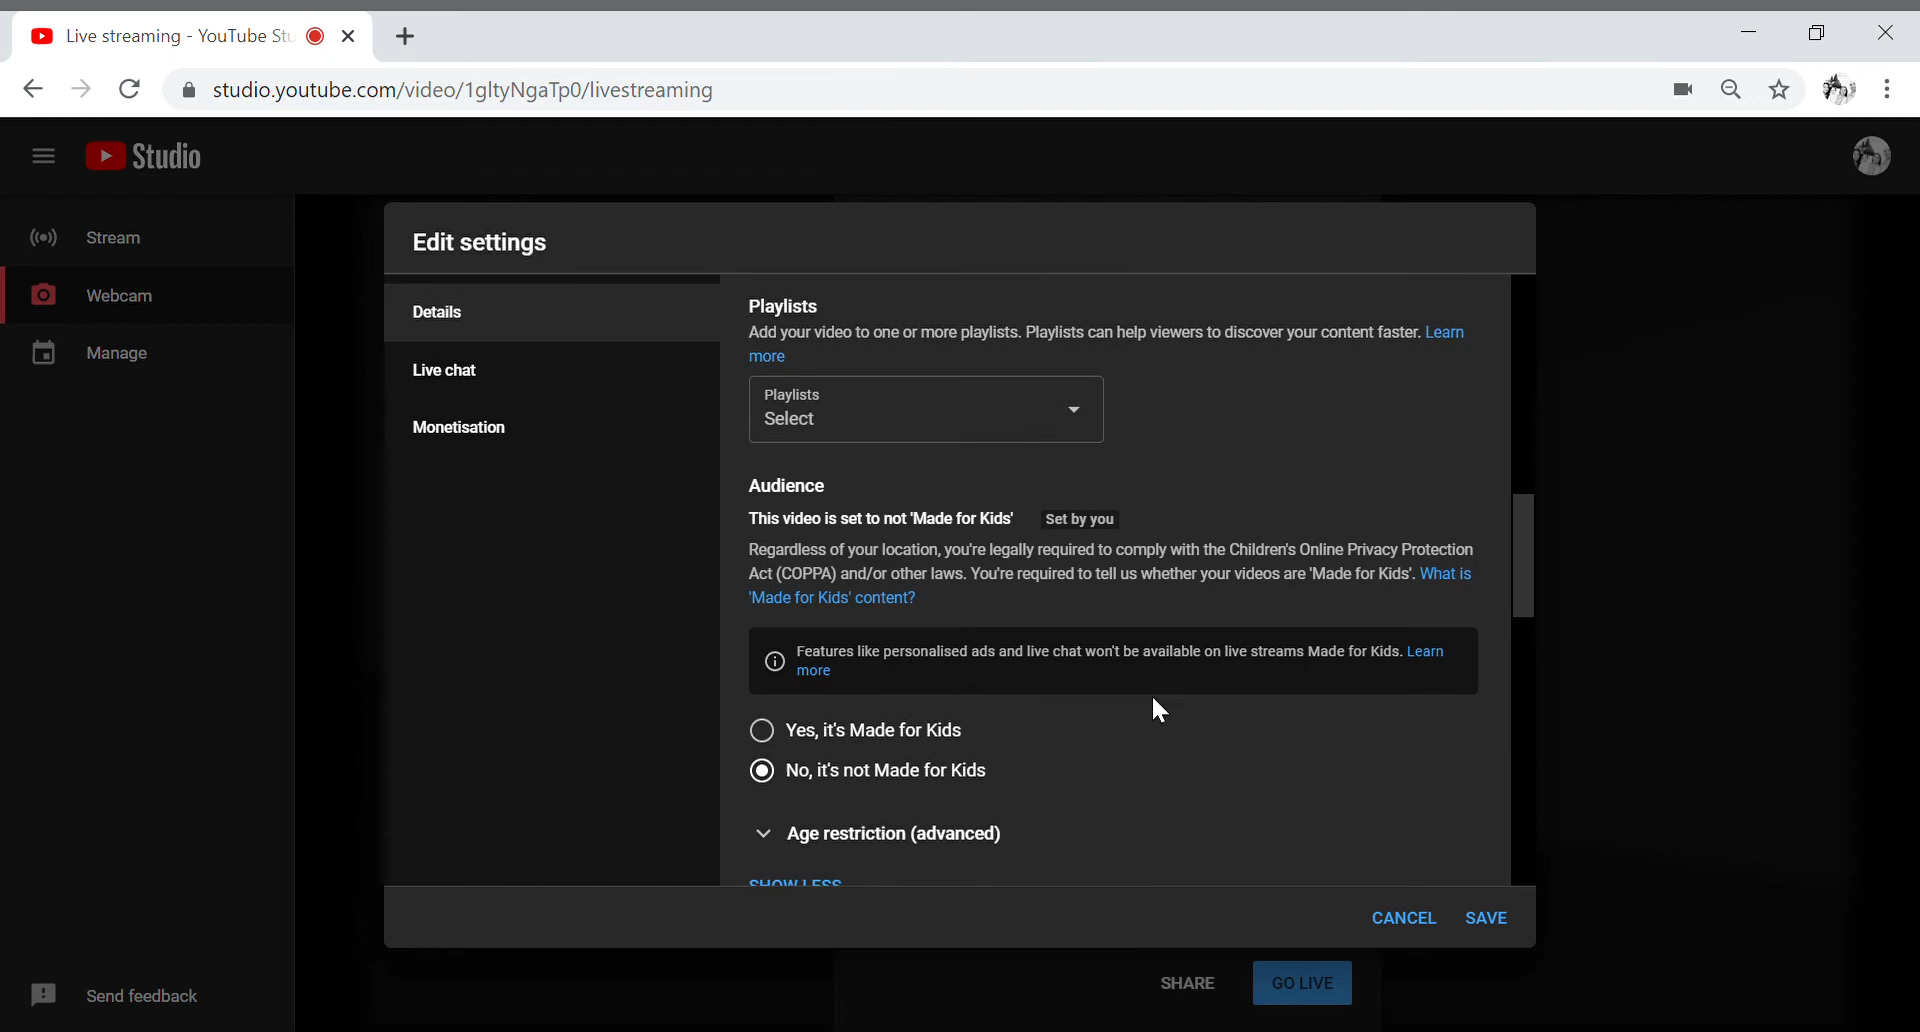 Live streaming - YouTube Stu
studio.youtube.com/video/1gltyNgaTp0/livestreaming
Studio
Stream
Webcam
Manage
Edit settings
Details
Live chat
Monetisation
Playlists
Add your video to one or more playlists. Playlists can help viewers to discover your content faster. Learn
more
Playlists
Select
Audience
This video is set to not 'Made for Kids' Set by you
Regardless of your location, you're legally required to comply with the Children's Online Privacy Protection
Act (COPPA) and/or other laws. You're required to tell us whether your videos are 'Made for Kids'. What is
'Made for Kids' content?
Features like personalised ads and live chat won't be available on live streams Made for Kids. Learn
more
Yes, it's Made for Kids
No, it's not Made for Kids
Age restriction (advanced)
SHOW LESS
CANCEL SAVE
SHARE GO LIVE
Send feedback